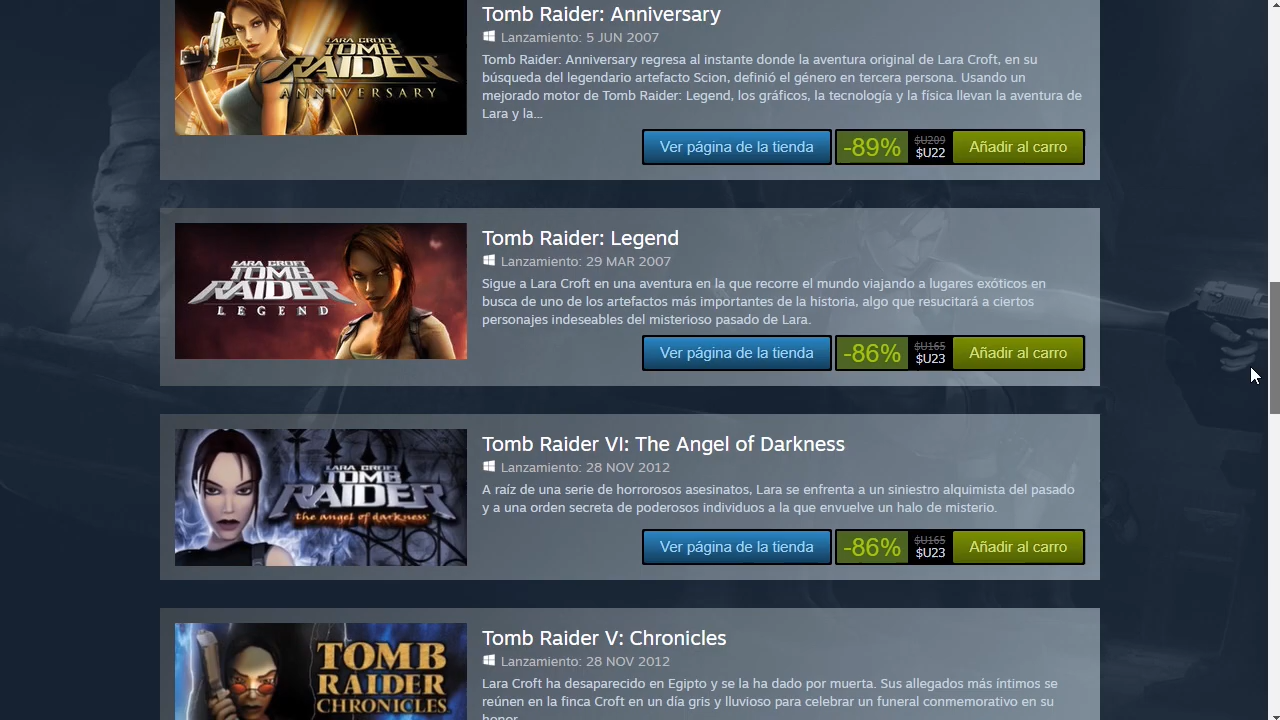 LARA CROFT
TOMB
RAIDER
ANNIVERSARY
Tomb Raider: Anniversary
Lanzamiento: 5 JUN 2007
Tomb Raider: Anniversary regresa al instante donde la aventura original de Lara Croft, en su
búsqueda del legendario artefacto Scion, definió el género en tercera persona. Usando un
mejorado motor de Tomb Raider: Legend, los gráficos, la tecnología y la física llevan la aventura de
Lara y la...
Ver página de la tienda
-89%
$U209
$U22
Añadir al carro
LARA CROFT
TOMB
RAIDER
LEGEND
Tomb Raider: Legend
Lanzamiento: 29 MAR 2007
Sigue a Lara Croft en una aventura en la que recorre el mundo viajando a lugares exóticos en
busca de uno de los artefactos más importantes de la historia, algo que resucitará a ciertos
personajes indeseables del misterioso pasado de Lara.
Ver página de la tienda
-86%
$U165
$U23
Añadir al carro
LARA CROFT
TOMB
RAIDER
the angel of darkness
Tomb Raider VI: The Angel of Darkness
Lanzamiento: 28 NOV 2012
A raíz de una serie de horrorosos asesinatos, Lara se enfrenta a un siniestro alquimista del pasado
y a una orden secreta de poderosos individuos a la que envuelve un halo de misterio.
Ver página de la tienda
-86%
$U165
$U23
Añadir al carro
TOMB
RAIDER
CHRONICLES
Tomb Raider V: Chronicles
Lanzamiento: 28 NOV 2012
Lara Croft ha desaparecido en Egipto y se la ha dado por muerta. Sus allegados más íntimos se
reúnen en la finca Croft en un día gris y lluvioso para celebrar un funeral conmemorativo en su
honor.